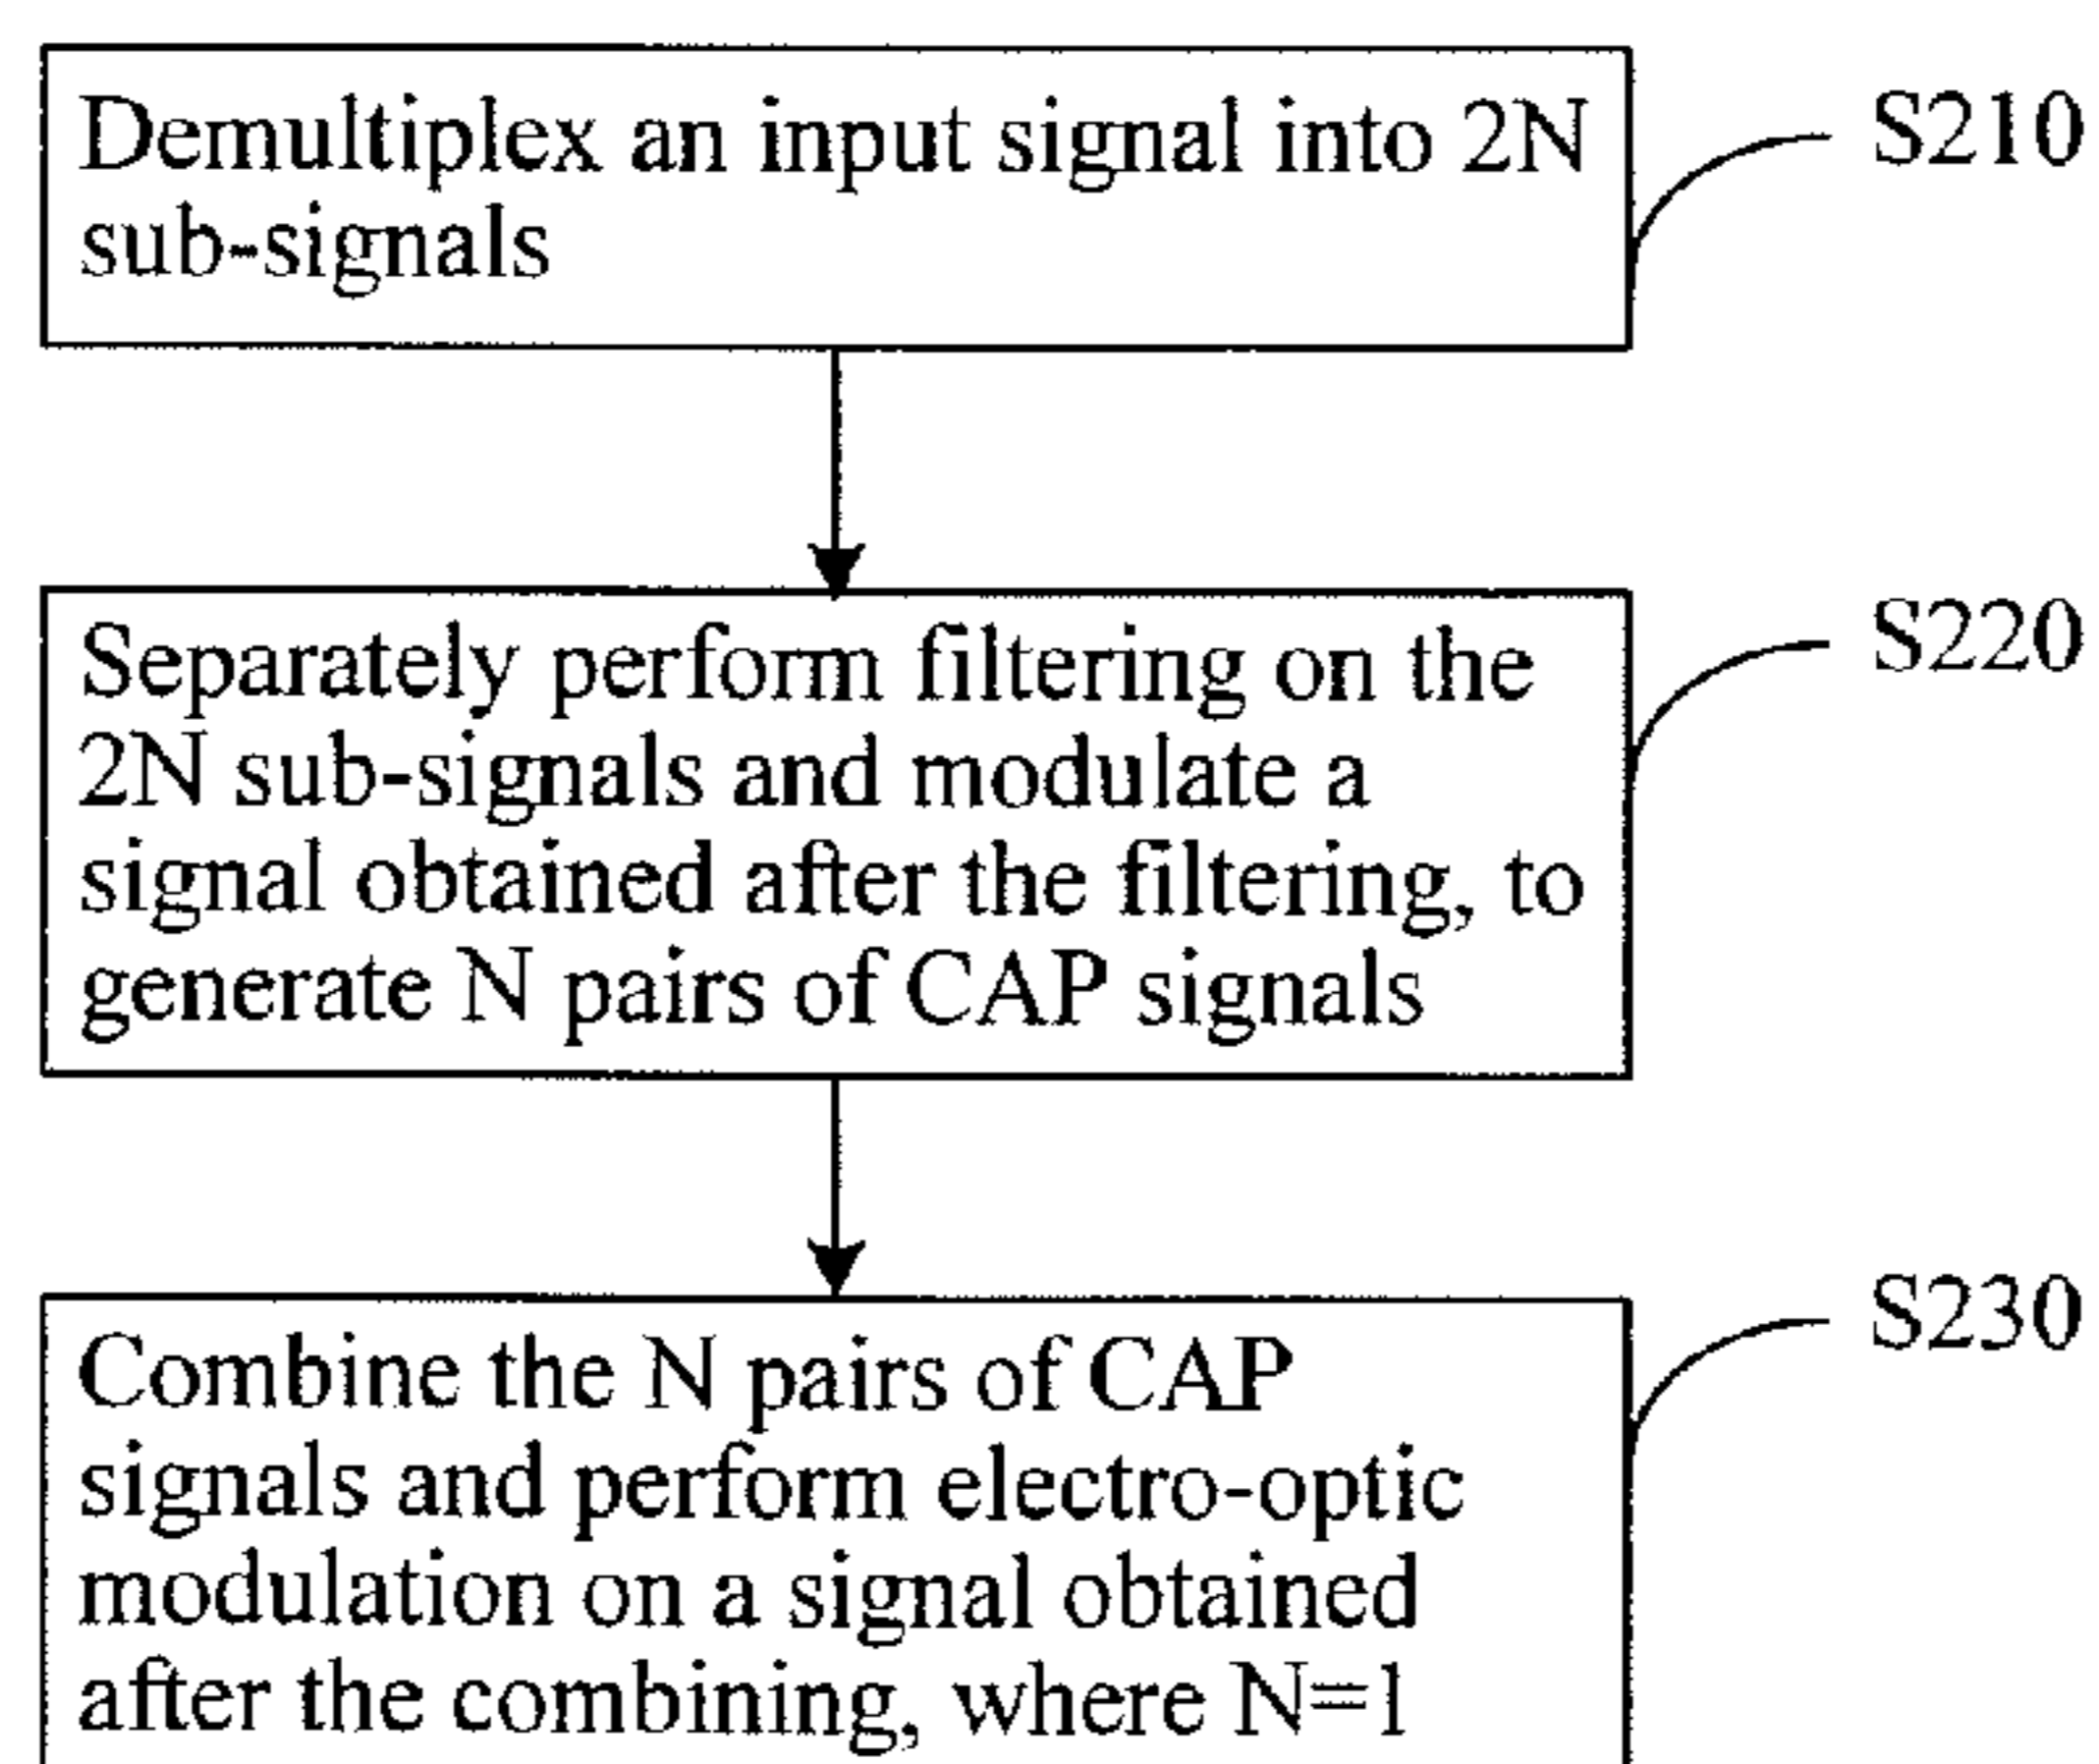 Demultiplex an input signal into 2N
sub-signals
S210
Separately perform filtering on the
2N sub-signals and modulate a
signal obtained after the filtering, to
generate N pairs of CAP signals
S220
Combine the N pairs of CAP
signals and perform electro-optic
modulation on a signal obtained
after the combining, where N=1
S230